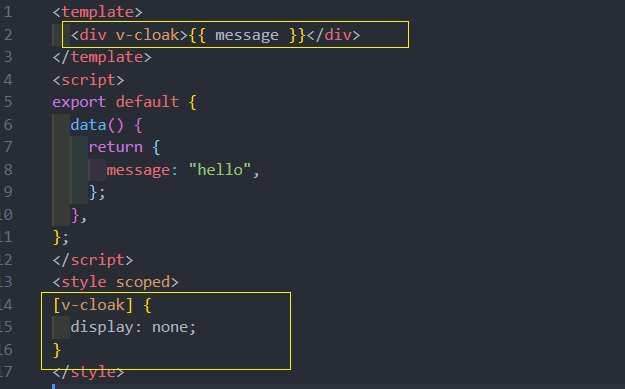 1 <template>
2 <div v-cloak>{{ message }}</div>
3 </template>
4 <script>
5 export default {
6 data() {
7 return {
8 message: "hello",
9 };
10 },
11 };
12 </script>
13 <style scoped>
14 [v-cloak] {
15 display: none;
16 }
17 </style>